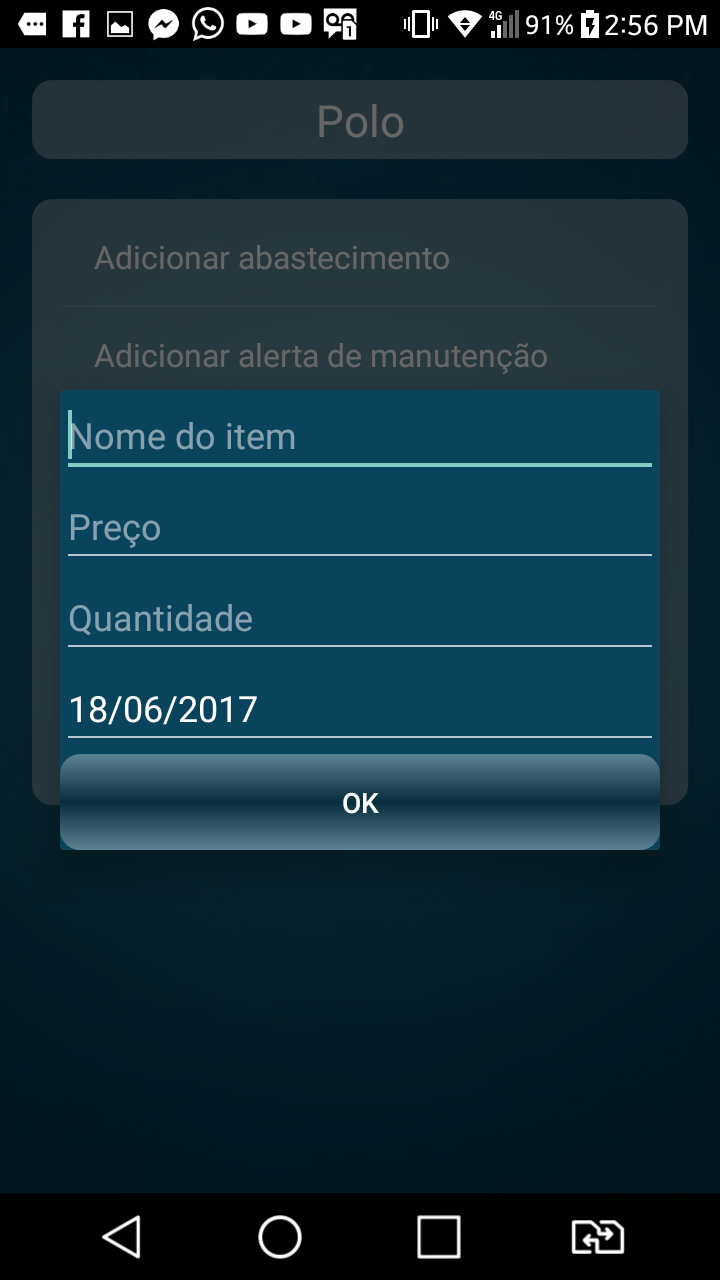 4G 91% 2:56 PM
Polo
Adicionar abastecimento
Adicionar alerta de manutenção
Nome do item
Preço
Quantidade
18/06/2017
OK